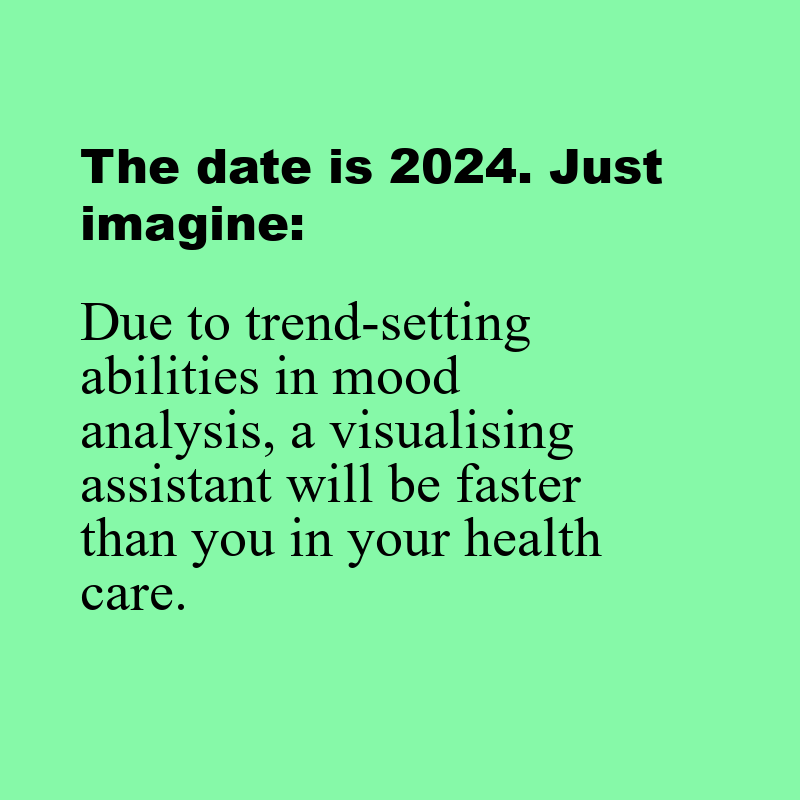 The date is 2024. Just
imagine:
Due to trend-setting
abilities in mood
analysis, a visualising
assistant will be faster
than you in your health
care.